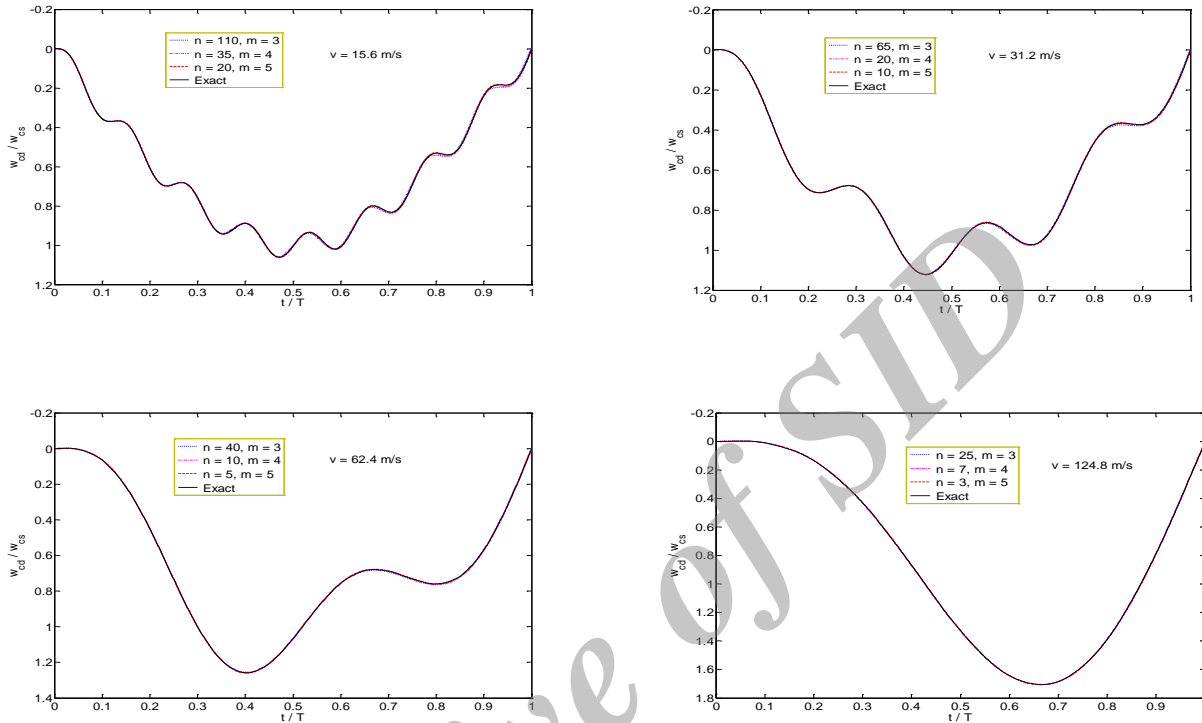 -0.2
0
0.2
0.4
0.6
0.8
1
1.2
w_cd / w_cs
n = 110, m = 3
n = 35, m = 4
n = 20, m = 5
Exact
v = 15.6 m/s
0 0.1 0.2 0.3 0.4 0.5 0.6 0.7 0.8 0.9 1
t / T
-0.2
0
0.2
0.4
0.6
0.8
1
1.2
w_cd / w_cs
n = 65, m = 3
n = 20, m = 4
n = 10, m = 5
Exact
v = 31.2 m/s
0 0.1 0.2 0.3 0.4 0.5 0.6 0.7 0.8 0.9 1
t / T
-0.2
0
0.2
0.4
0.6
0.8
1
1.2
1.4
w_cd / w_cs
n = 40, m = 3
n = 10, m = 4
n = 5, m = 5
Exact
v = 62.4 m/s
0 0.1 0.2 0.3 0.4 0.5 0.6 0.7 0.8 0.9 1
t / T
-0.2
0
0.2
0.4
0.6
0.8
1
1.2
1.4
1.6
1.8
w_cd / w_cs
n = 25, m = 3
n = 7, m = 4
n = 3, m = 5
Exact
v = 124.8 m/s
0 0.1 0.2 0.3 0.4 0.5 0.6 0.7 0.8 0.9 1
t / T
of SID